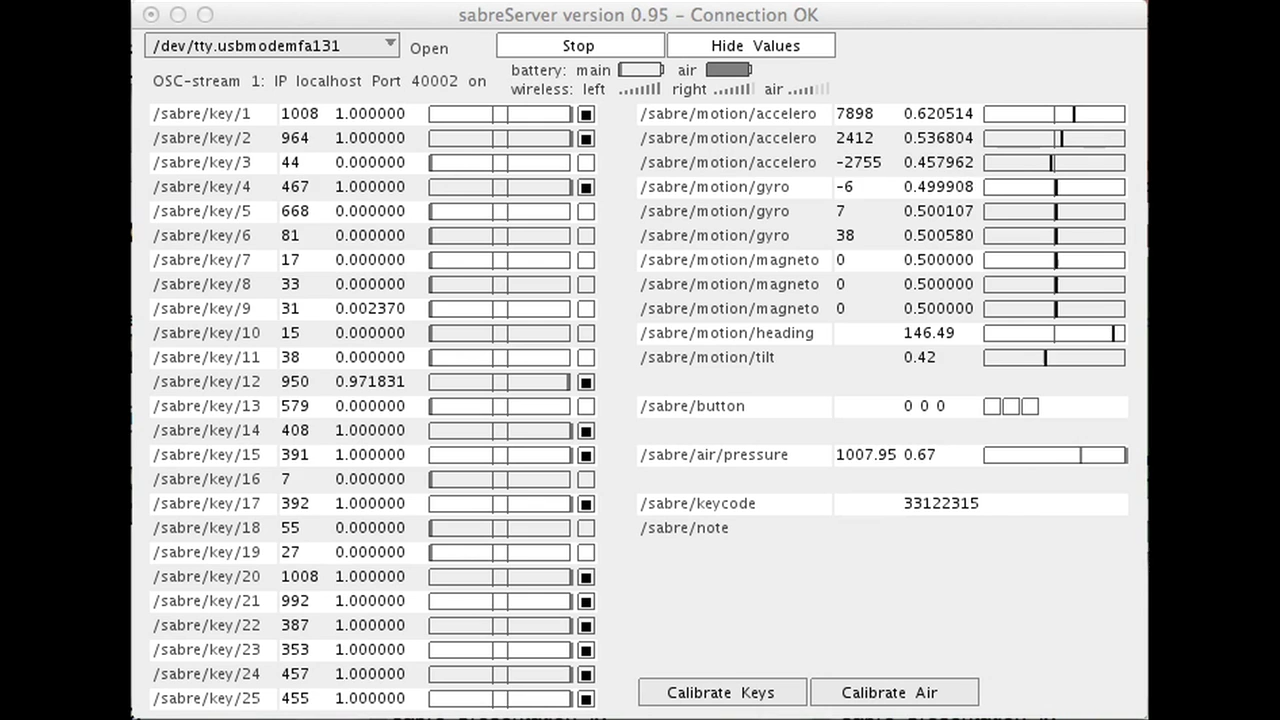 sabreServer version 0.95 – Connection OK
/dev/tty.usbmodemfa131 Open Stop Hide Values
OSC-stream 1: IP localhost Port 40002 on
battery: main air
wireless: left right air
/sabre/key/1 1008 1.000000 /sabre/motion/accelero 7898 0.620514
/sabre/key/2 964 1.000000 /sabre/motion/accelero 2412 0.536804
/sabre/key/3 44 0.000000 /sabre/motion/accelero -2755 0.457962
/sabre/key/4 467 1.000000 /sabre/motion/gyro -6 0.499908
/sabre/key/5 668 0.000000 /sabre/motion/gyro 7 0.500107
/sabre/key/6 81 0.000000 /sabre/motion/gyro 38 0.500580
/sabre/key/7 17 0.000000 /sabre/motion/magneto 0 0.500000
/sabre/key/8 33 0.000000 /sabre/motion/magneto 0 0.500000
/sabre/key/9 31 0.002370 /sabre/motion/magneto 0 0.500000
/sabre/key/10 15 0.000000 /sabre/motion/heading 146.49
/sabre/key/11 38 0.000000 /sabre/motion/tilt 0.42
/sabre/key/12 950 0.971831
/sabre/key/13 579 0.000000 /sabre/button 0 0 0
/sabre/key/14 408 1.000000
/sabre/key/15 391 1.000000 /sabre/air/pressure 1007.95 0.67
/sabre/key/16 7 0.000000
/sabre/key/17 392 1.000000 /sabre/keycode 33122315
/sabre/key/18 55 0.000000 /sabre/note
/sabre/key/19 27 0.000000
/sabre/key/20 1008 1.000000
/sabre/key/21 992 1.000000
/sabre/key/22 387 1.000000
/sabre/key/23 353 1.000000
/sabre/key/24 457 1.000000
/sabre/key/25 455 1.000000
Calibrate Keys Calibrate Air